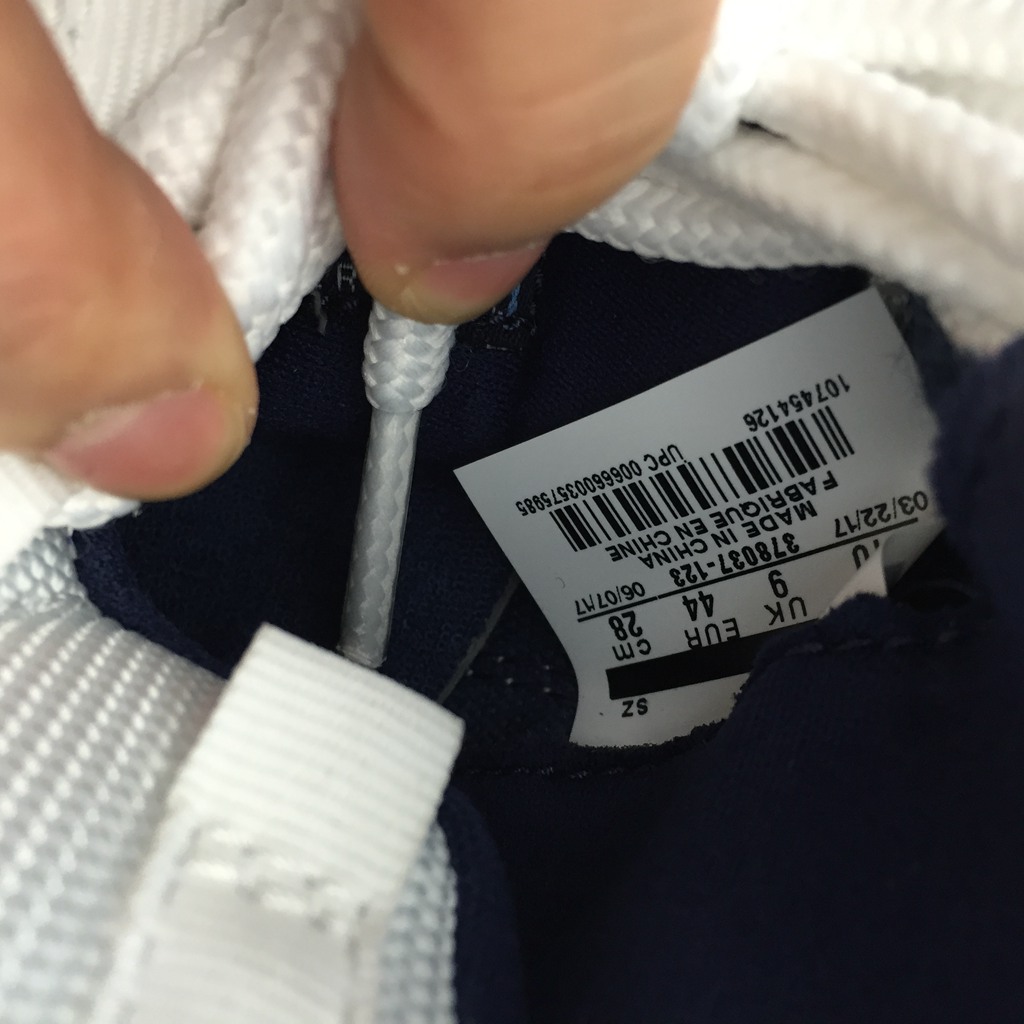 SZ
UK EUR cm
10 9 44 28
03/22/17 06/07/17
378037-123
MADE IN CHINA
FABRIQUE EN CHINE
UPC 00666003575985
107454126